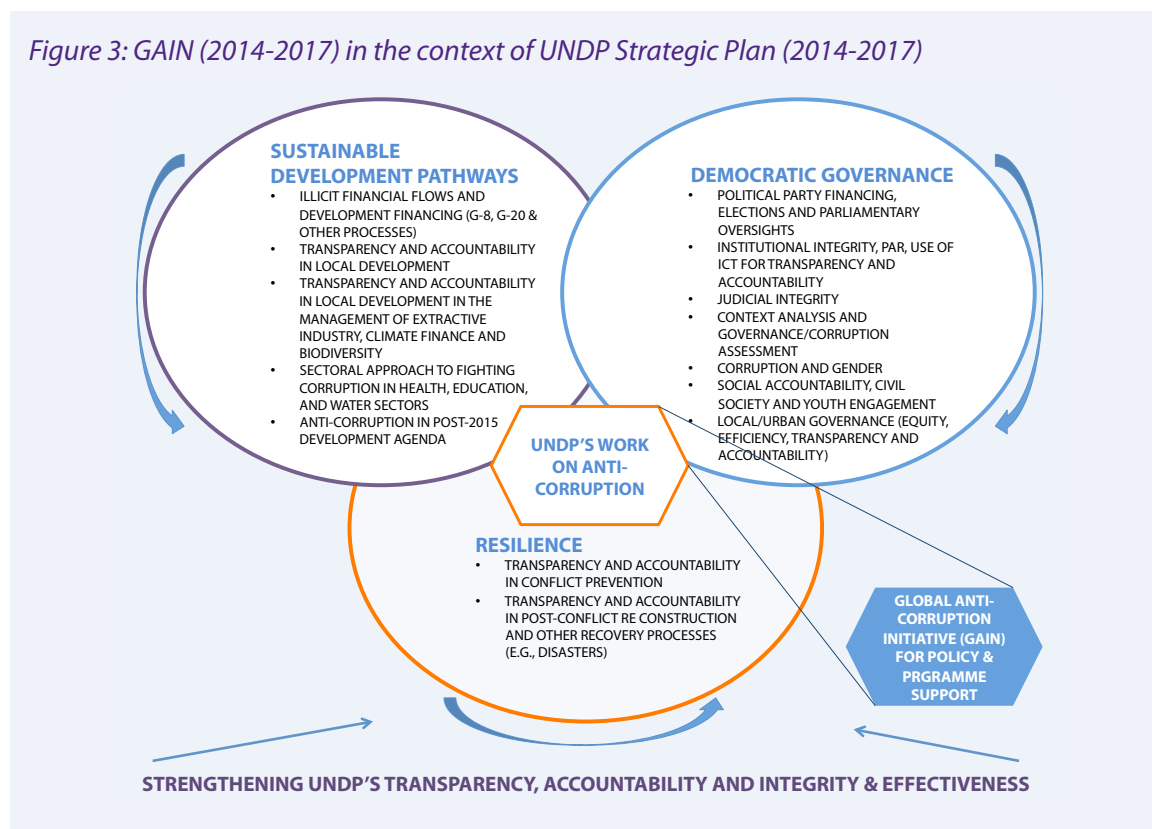 Figure 3: GAIN (2014-2017) in the context of UNDP Strategic Plan (2014-2017)
SUSTAINABLE
DEVELOPMENT PATHWAYS
• ILLICIT FINANCIAL FLOWS AND
DEVELOPMENT FINANCING (G-8, G-20 &
OTHER PROCESSES)
• TRANSPARENCY AND ACCOUNTABILITY
IN LOCAL DEVELOPMENT
• TRANSPARENCY AND ACCOUNTABILITY
IN LOCAL DEVELOPMENT IN THE
MANAGEMENT OF EXTRACTIVE
INDUSTRY, CLIMATE FINANCE AND
BIODIVERSITY
• SECTORAL APPROACH TO FIGHTING
CORRUPTION IN HEALTH, EDUCATION,
AND WATER SECTORS
• ANTI-CORRUPTION IN POST-2015
DEVELOPMENT AGENDA
DEMOCRATIC GOVERNANCE
• POLITICAL PARTY FINANCING,
ELECTIONS AND PARLIAMENTARY
OVERSIGHTS
• INSTITUTIONAL INTEGRITY, PAR, USE OF
ICT FOR TRANSPARENCY AND
ACCOUNTABILITY
• JUDICIAL INTEGRITY
• CONTEXT ANALYSIS AND
GOVERNANCE/CORRUPTION
ASSESSMENT
• CORRUPTION AND GENDER
• SOCIAL ACCOUNTABILITY, CIVIL
SOCIETY AND YOUTH ENGAGEMENT
• LOCAL/URBAN GOVERNANCE (EQUITY,
EFFICIENCY, TRANSPARENCY AND
ACCOUNTABILITY)
UNDP'S WORK
ON ANTI-
CORRUPTION
RESILIENCE
• TRANSPARENCY AND ACCOUNTABILITY
IN CONFLICT PREVENTION
• TRANSPARENCY AND ACCOUNTABILITY
IN POST-CONFLICT RE CONSTRUCTION
AND OTHER RECOVERY PROCESSES
(E.G., DISASTERS)
GLOBAL ANTI-
CORRUPTION
INITIATIVE (GAIN)
FOR POLICY &
PRGRAMME
SUPPORT
STRENGTHENING UNDP'S TRANSPARENCY, ACCOUNTABILITY AND INTEGRITY & EFFECTIVENESS